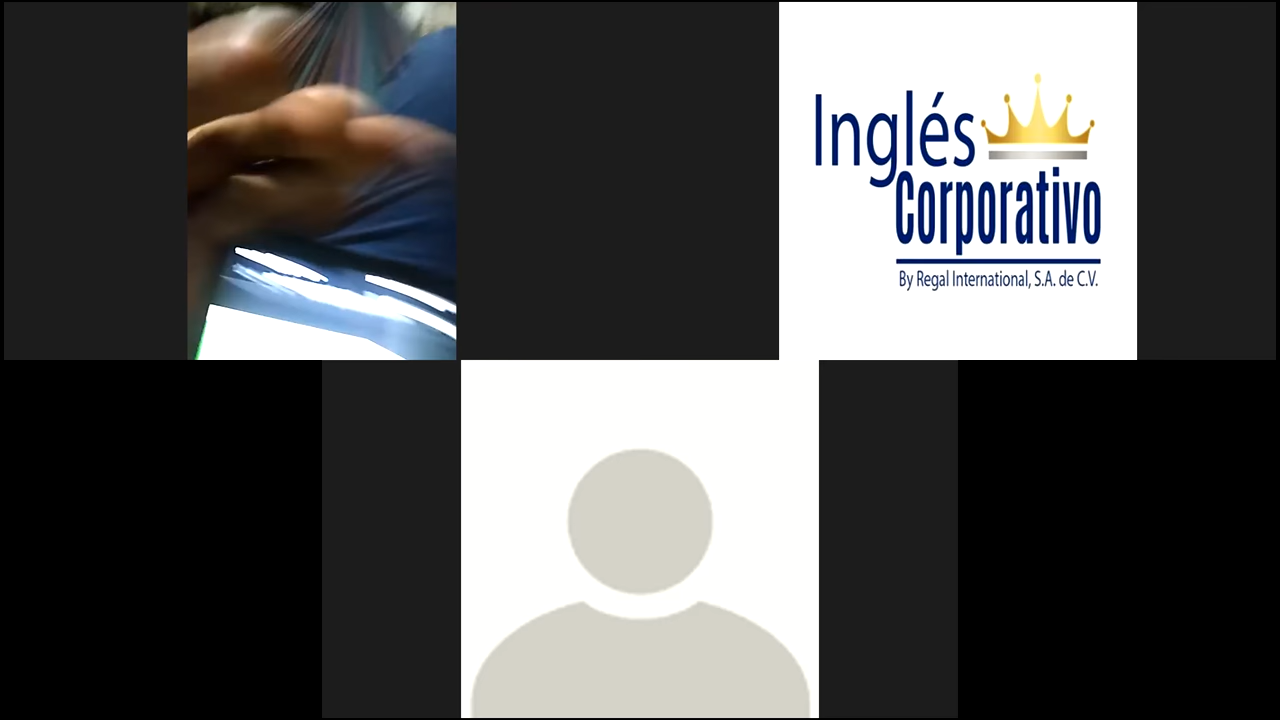 Inglés
Corporativo
By Regal International, S.A. de C.V.